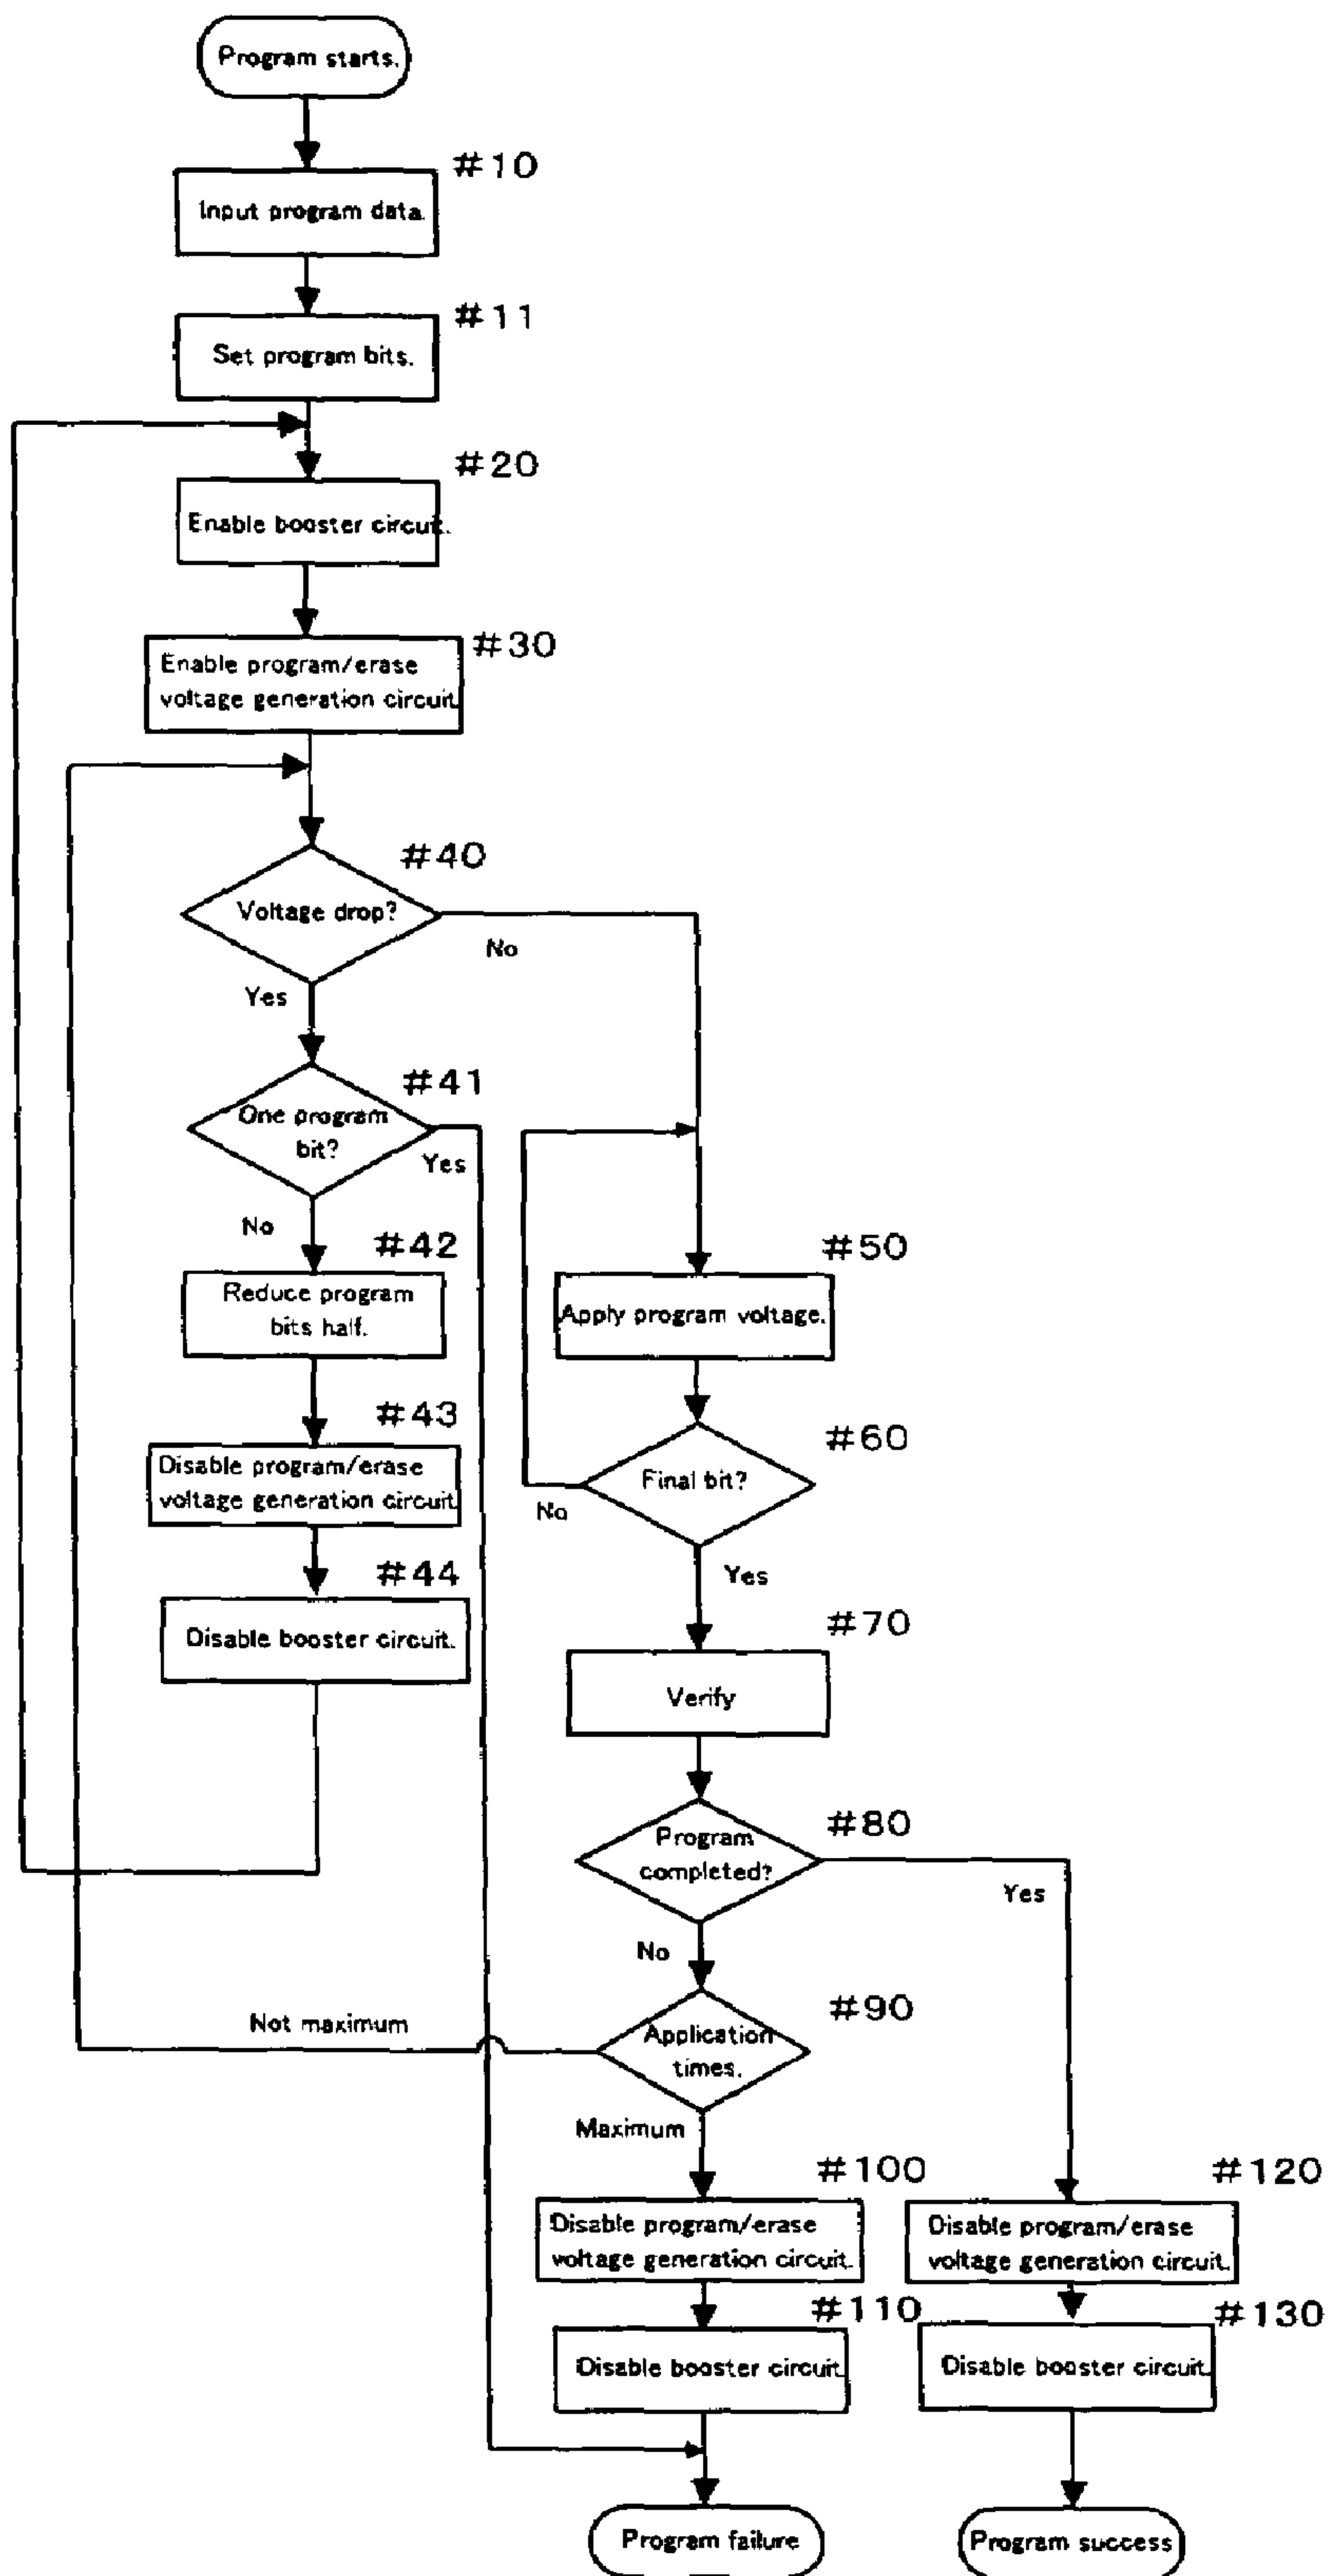 Program starts.
#10
Input program data.
#11
Set program bits.
#20
Enable booster circuit.
#30
Enable program/erase
voltage generation circuit.
#40
Voltage drop?
No
Yes
#41
One program
bit?
Yes
No
#42
Reduce program
bits half.
#43
Disable program/erase
voltage generation circuit.
#44
Disable booster circuit.
#50
Apply program voltage.
#60
Final bit?
No
Yes
#70
Verify
#80
Program
completed?
Yes
No
#90
Application
times.
Not maximum
Maximum
#100
Disable program/erase
voltage generation circuit.
#110
Disable booster circuit.
Program failure
#120
Disable program/erase
voltage generation circuit.
#130
Disable booster circuit.
Program success